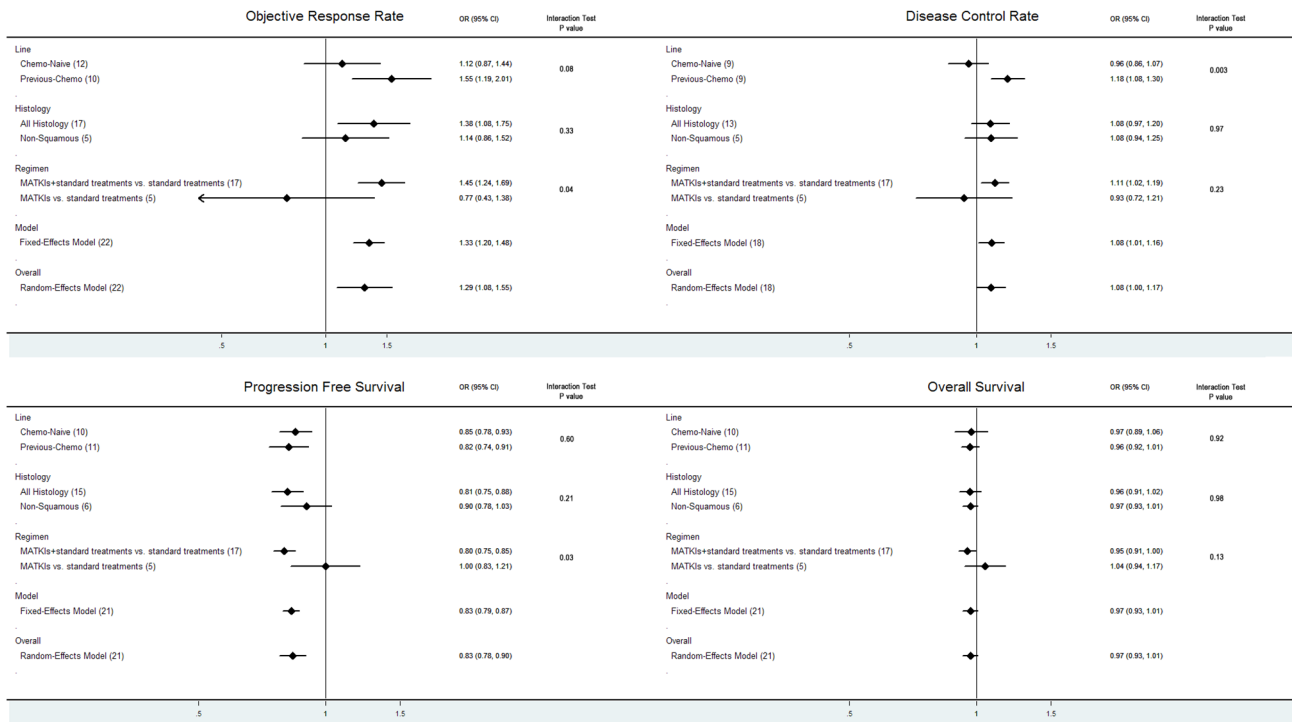 Objective Response Rate OR (95% CI) Interaction Test P value
Line
Chemo-Naive (12) 1.12 (0.87, 1.44) 0.08
Previous-Chemo (10) 1.55 (1.19, 2.01)
.
Histology
All Histology (17) 1.38 (1.08, 1.75) 0.33
Non-Squamous (5) 1.14 (0.86, 1.52)
.
Regimen
MATKIs+standard treatments vs. standard treatments (17) 1.45 (1.24, 1.69) 0.04
MATKIs vs. standard treatments (5) 0.77 (0.43, 1.38)
.
Model
Fixed-Effects Model (22) 1.33 (1.20, 1.48)
.
Overall
Random-Effects Model (22) 1.29 (1.08, 1.55)
.
.5 1 1.5
Disease Control Rate OR (95% CI) Interaction Test P value
Line
Chemo-Naive (9) 0.96 (0.86, 1.07) 0.003
Previous-Chemo (9) 1.18 (1.08, 1.30)
.
Histology
All Histology (13) 1.08 (0.97, 1.20) 0.97
Non-Squamous (5) 1.08 (0.94, 1.25)
.
Regimen
MATKIs+standard treatments vs. standard treatments (17) 1.11 (1.02, 1.19) 0.23
MATKIs vs. standard treatments (5) 0.93 (0.72, 1.21)
.
Model
Fixed-Effects Model (18) 1.08 (1.01, 1.16)
.
Overall
Random-Effects Model (18) 1.08 (1.00, 1.17)
.
.5 1 1.5
Progression Free Survival OR (95% CI) Interaction Test P value
Line
Chemo-Naive (10) 0.85 (0.78, 0.93) 0.60
Previous-Chemo (11) 0.82 (0.74, 0.91)
.
Histology
All Histology (15) 0.81 (0.75, 0.88) 0.21
Non-Squamous (6) 0.90 (0.78, 1.03)
.
Regimen
MATKIs+standard treatments vs. standard treatments (17) 0.80 (0.75, 0.85) 0.03
MATKIs vs. standard treatments (5) 1.00 (0.83, 1.21)
.
Model
Fixed-Effects Model (21) 0.83 (0.79, 0.87)
.
Overall
Random-Effects Model (21) 0.83 (0.78, 0.90)
.
.5 1 1.5
Overall Survival OR (95% CI) Interaction Test P value
Line
Chemo-Naive (10) 0.97 (0.89, 1.06) 0.92
Previous-Chemo (11) 0.96 (0.92, 1.01)
.
Histology
All Histology (15) 0.96 (0.91, 1.02) 0.98
Non-Squamous (6) 0.97 (0.93, 1.01)
.
Regimen
MATKIs+standard treatments vs. standard treatments (17) 0.95 (0.91, 1.00) 0.13
MATKIs vs. standard treatments (5) 1.04 (0.94, 1.17)
.
Model
Fixed-Effects Model (21) 0.97 (0.93, 1.01)
.
Overall
Random-Effects Model (21) 0.97 (0.93, 1.01)
.
.5 1 1.5